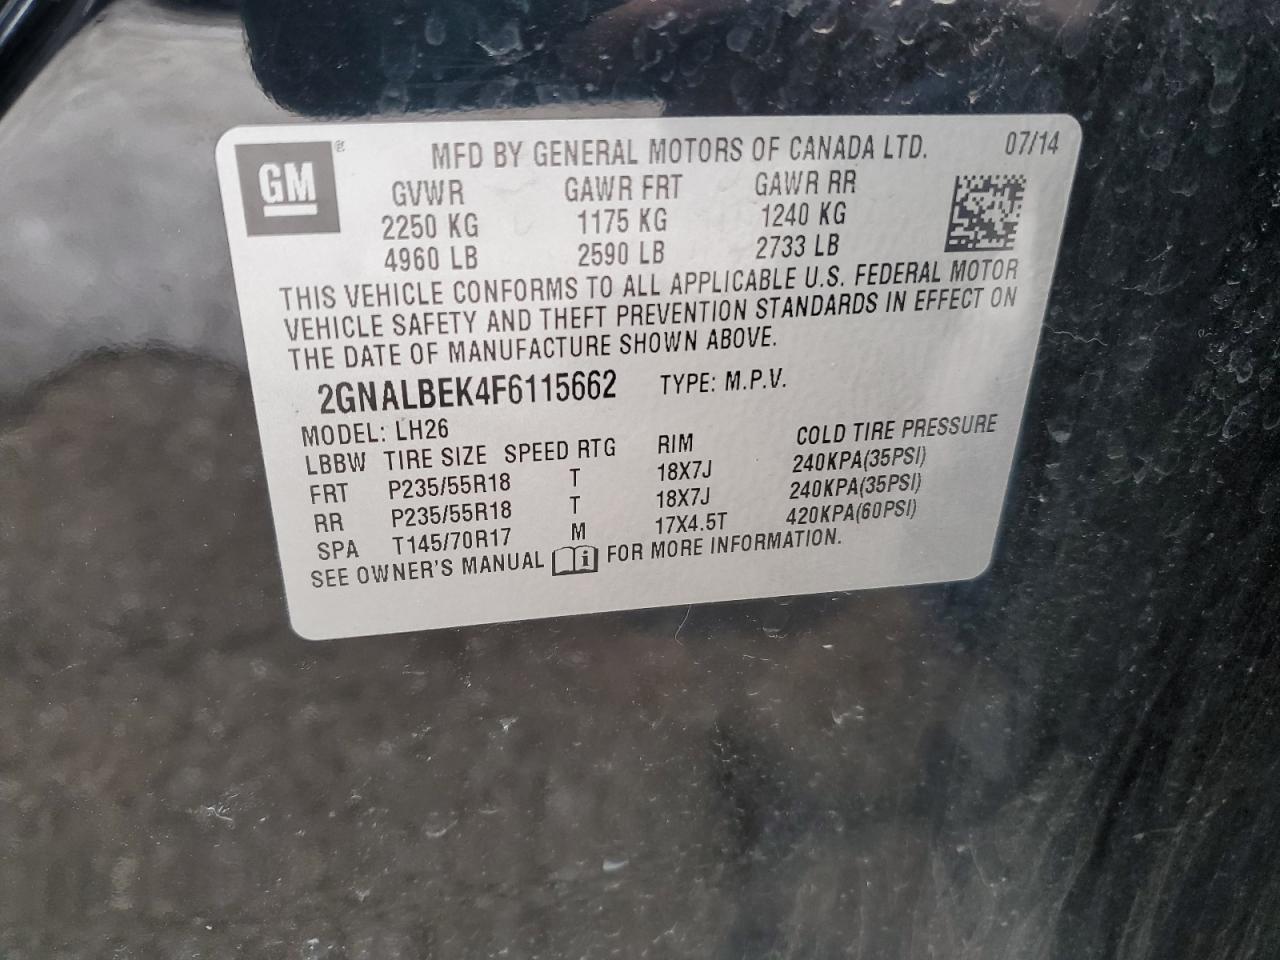 GM ® MFD BY GENERAL MOTORS OF CANADA LTD. 07/14
GVWR GAWR FRT GAWR RR
2250 KG 1175 KG 1240 KG
4960 LB 2590 LB 2733 LB
THIS VEHICLE CONFORMS TO ALL APPLICABLE U.S. FEDERAL MOTOR
VEHICLE SAFETY AND THEFT PREVENTION STANDARDS IN EFFECT ON
THE DATE OF MANUFACTURE SHOWN ABOVE.
2GNALBEK4F6115662 TYPE: M.P.V.
MODEL: LH26
LBBW TIRE SIZE SPEED RTG RIM COLD TIRE PRESSURE
FRT P235/55R18 T 18X7J 240KPA(35PSI)
RR P235/55R18 T 18X7J 240KPA(35PSI)
SPA T145/70R17 M 17X4.5T 420KPA(60PSI)
SEE OWNER'S MANUAL i FOR MORE INFORMATION.